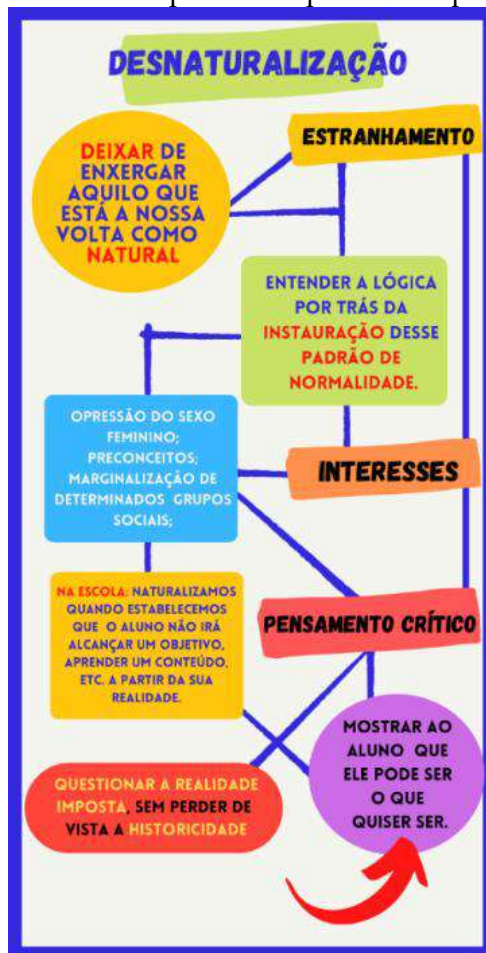 DESNATURALIZAÇÃO
ESTRANHAMENTO
DEIXAR DE
ENXERGAR
AQUILO QUE
ESTÁ A NOSSA
VOLTA COMO
NATURAL
ENTENDER A LÓGICA
POR TRÁS DA
INSTAURAÇÃO DESSE
PADRÃO DE
NORMALIDADE.
OPRESSÃO DO SEXO
FEMININO;
PRECONCEITOS;
MARGINALIZAÇÃO DE
DETERMINADOS GRUPOS
SOCIAIS;
INTERESSES
NA ESCOLA: NATURALIZAMOS
QUANDO ESTABELECEMOS
QUE O ALUNO NÃO IRÁ
ALCANÇAR UM OBJETIVO,
APRENDER UM CONTEÚDO,
ETC. A PARTIR DA SUA
REALIDADE.
PENSAMENTO CRÍTICO
MOSTRAR AO
ALUNO QUE
ELE PODE SER
O QUE
QUISER SER.
QUESTIONAR A REALIDADE
IMPOSTA, SEM PERDER DE
VISTA A HISTORICIDADE